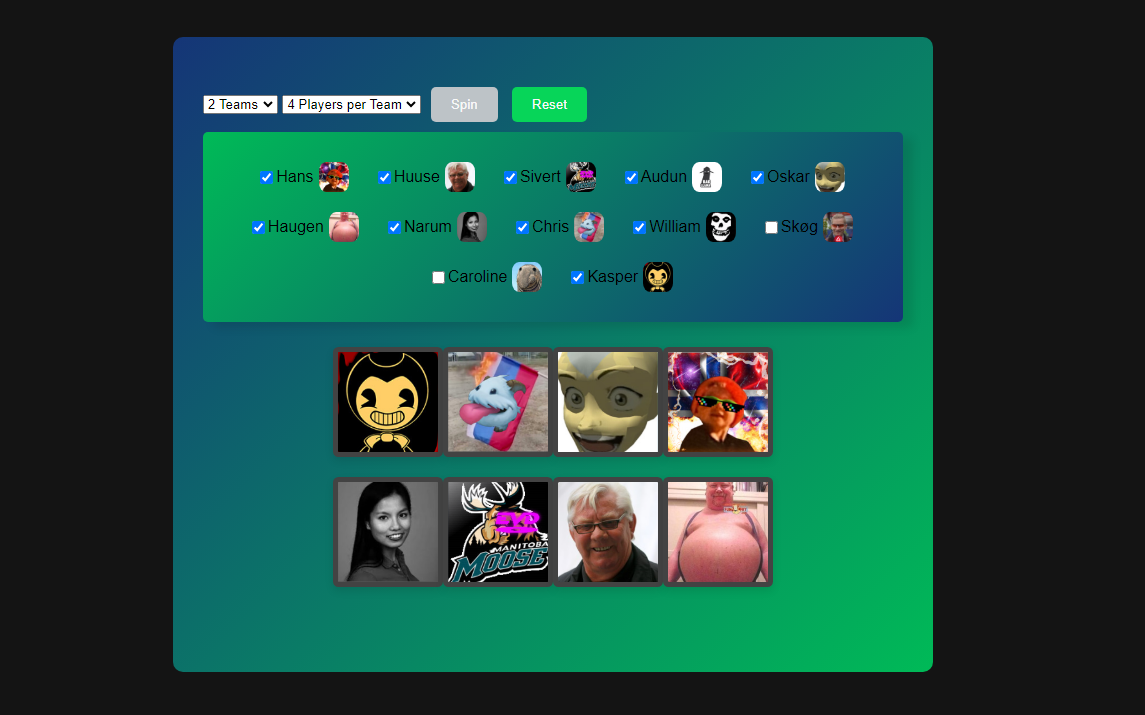 2 Teams 4 Players per Team Spin Reset
Hans Huuse Sivert Audun Oskar
Haugen Narum Chris William Skøg
Caroline Kasper
MANITOBA
MOOSE